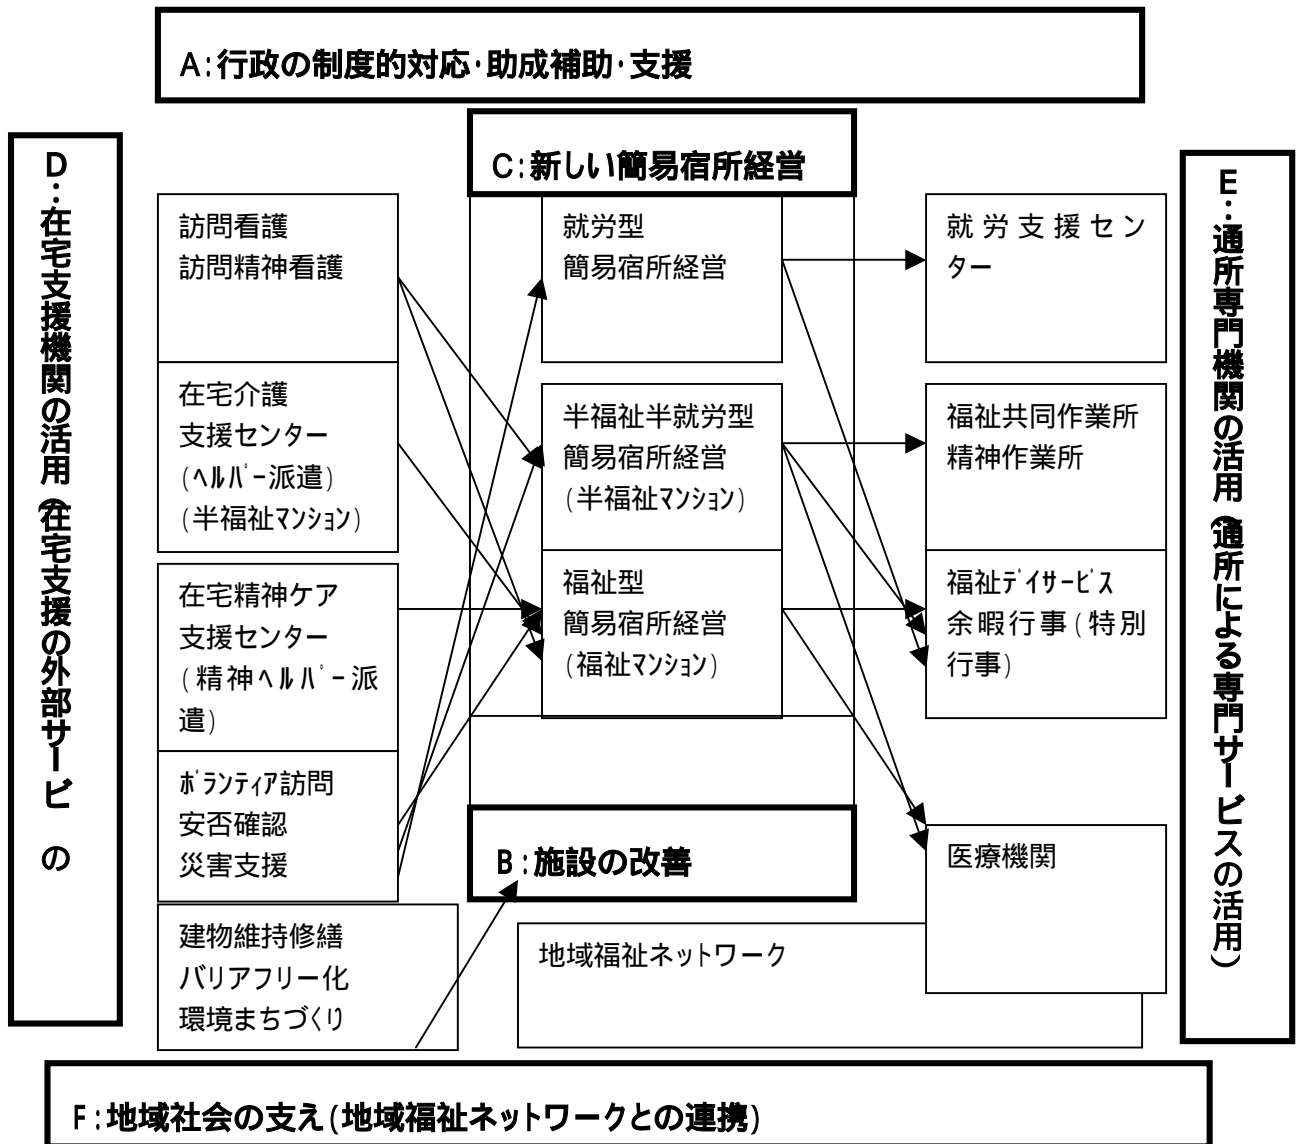 A:行政の制度的対応・助成補助・支援
C:新しい簡易宿所経営
D:在宅支援機関の活用(在宅支援の外部サービ の
訪問看護
訪問精神看護
在宅介護
支援センター
(ヘルパー派遣)
(半福祉マンション)
在宅精神ケア
支援センター
(精神ヘルパー派
遣)
ボランティア訪問
安否確認
災害支援
建物維持修繕
バリアフリー化
環境まちづくり
就労型
簡易宿所経営
半福祉半就労型
簡易宿所経営
(半福祉マンション)
福祉型
簡易宿所経営
(福祉マンション)
B:施設の改善
地域福祉ネットワーク
就労支援セン
ター
福祉共同作業所
精神作業所
福祉デイサービス
余暇行事(特別
行事)
医療機関
E:通所専門機関の活用(通所による専門サービスの活用)
F:地域社会の支え(地域福祉ネットワークとの連携)